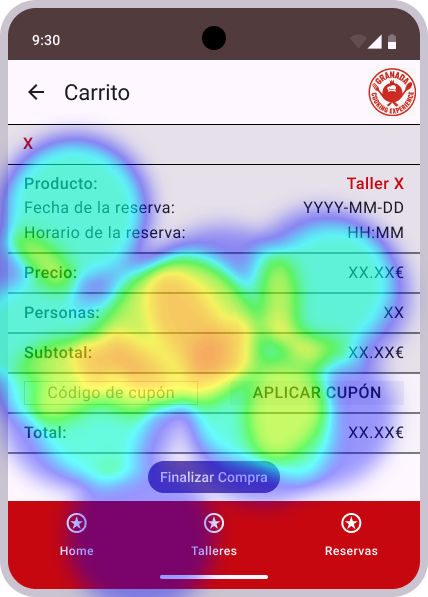 9:30
Carrito
GRANADA
COOKING EXPERIENCE
X
Producto: Taller X
Fecha de la reserva: YYYY-MM-DD
Horario de la reserva: HH:MM
Precio: XX.XX€
Personas: XX
Subtotal: XX.XX€
Código de cupón APLICAR CUPÓN
Total: XX.XX€
Finalizar Compra
Home Talleres Reservas